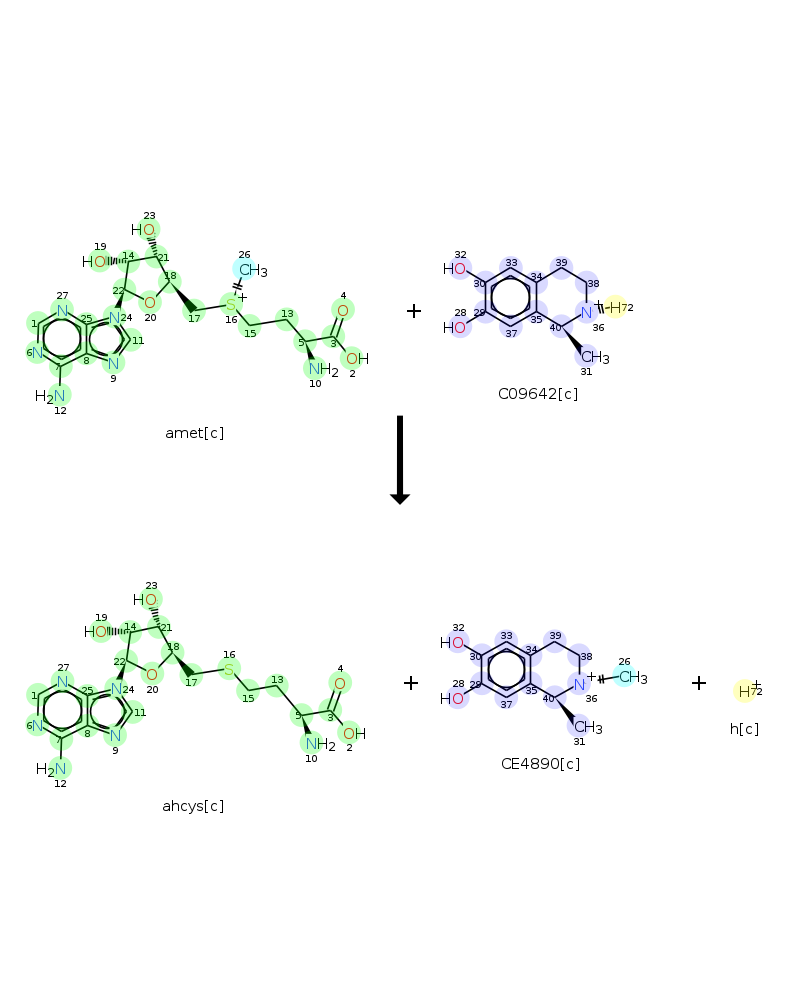 23
HO
19
HO
14
21
18
22
O
20
27
N
25
N
24
1
6
N
7
8
N
9
11
H₂N
12
26
CH₃
S
+
16
17
15
13
4
O
5
3
OH
2
NH₂
10
amet[c]
+
32
HO
33
30
34
39
38
28
HO
29
35
37
40
N
+
36
H
72
CH₃
31
C09642[c]
23
HO
19
HO
14
21
18
22
O
20
27
N
25
N
24
1
6
N
7
8
N
9
11
H₂N
12
16
S
17
15
13
4
O
5
3
OH
2
NH₂
10
ahcys[c]
+
32
HO
33
30
34
39
38
28
HO
29
35
37
40
N
+
36
26
CH₃
CH₃
31
CE4890[c]
+
H
+
72
h[c]